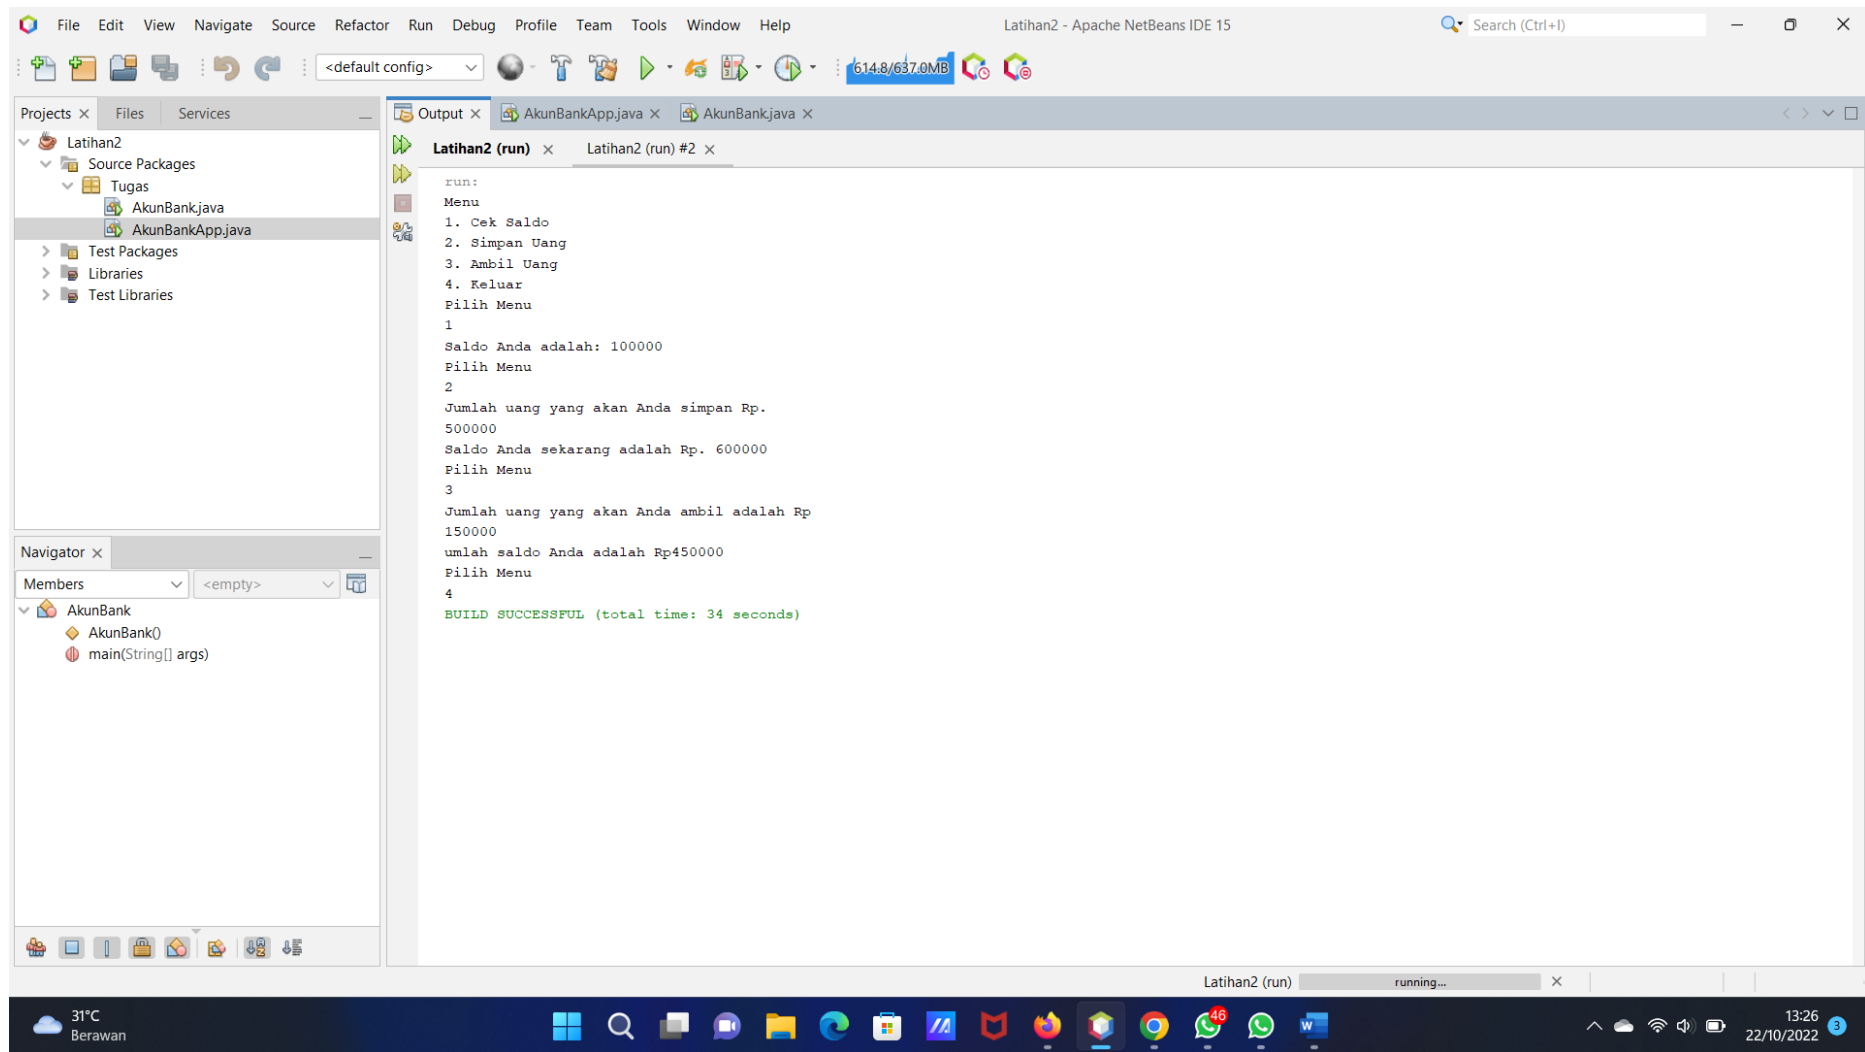 File Edit View Navigate Source Refactor Run Debug Profile Team Tools Window Help
Latihan2 - Apache NetBeans IDE 15
Search (Ctrl+I)
<default config>
614.8/637.0MB
Projects
Files
Services
Output
AkunBankApp.java
AkunBank.java
Latihan2
Source Packages
Tugas
AkunBank.java
AkunBankApp.java
Test Packages
Libraries
Test Libraries
Latihan2 (run)
Latihan2 (run) #2
run:
Menu
1. Cek Saldo
2. Simpan Uang
3. Ambil Uang
4. Keluar
Pilih Menu
1
Saldo Anda adalah: 100000
Pilih Menu
2
Jumlah uang yang akan Anda simpan Rp.
500000
Saldo Anda sekarang adalah Rp. 600000
Pilih Menu
3
Jumlah uang yang akan Anda ambil adalah Rp
150000
umlah saldo Anda adalah Rp450000
Pilih Menu
4
BUILD SUCCESSFUL (total time: 34 seconds)
Navigator
Members
<empty>
AkunBank
AkunBank()
main(String[] args)
Latihan2 (run)
running...
31°C
Berawan
46
13:26
22/10/2022
3